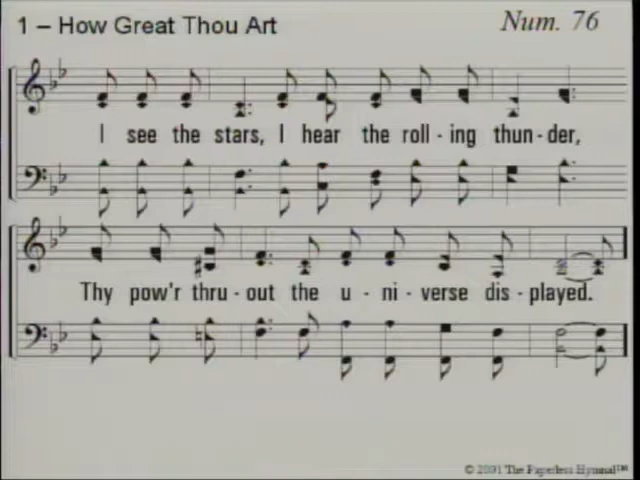 1 – How Great Thou Art
Num. 76
I see the stars, I hear the roll - ing thun - der,
Thy pow'r thru - out the u - ni - verse dis - played.
© 2001 The Paperless Hymnal™